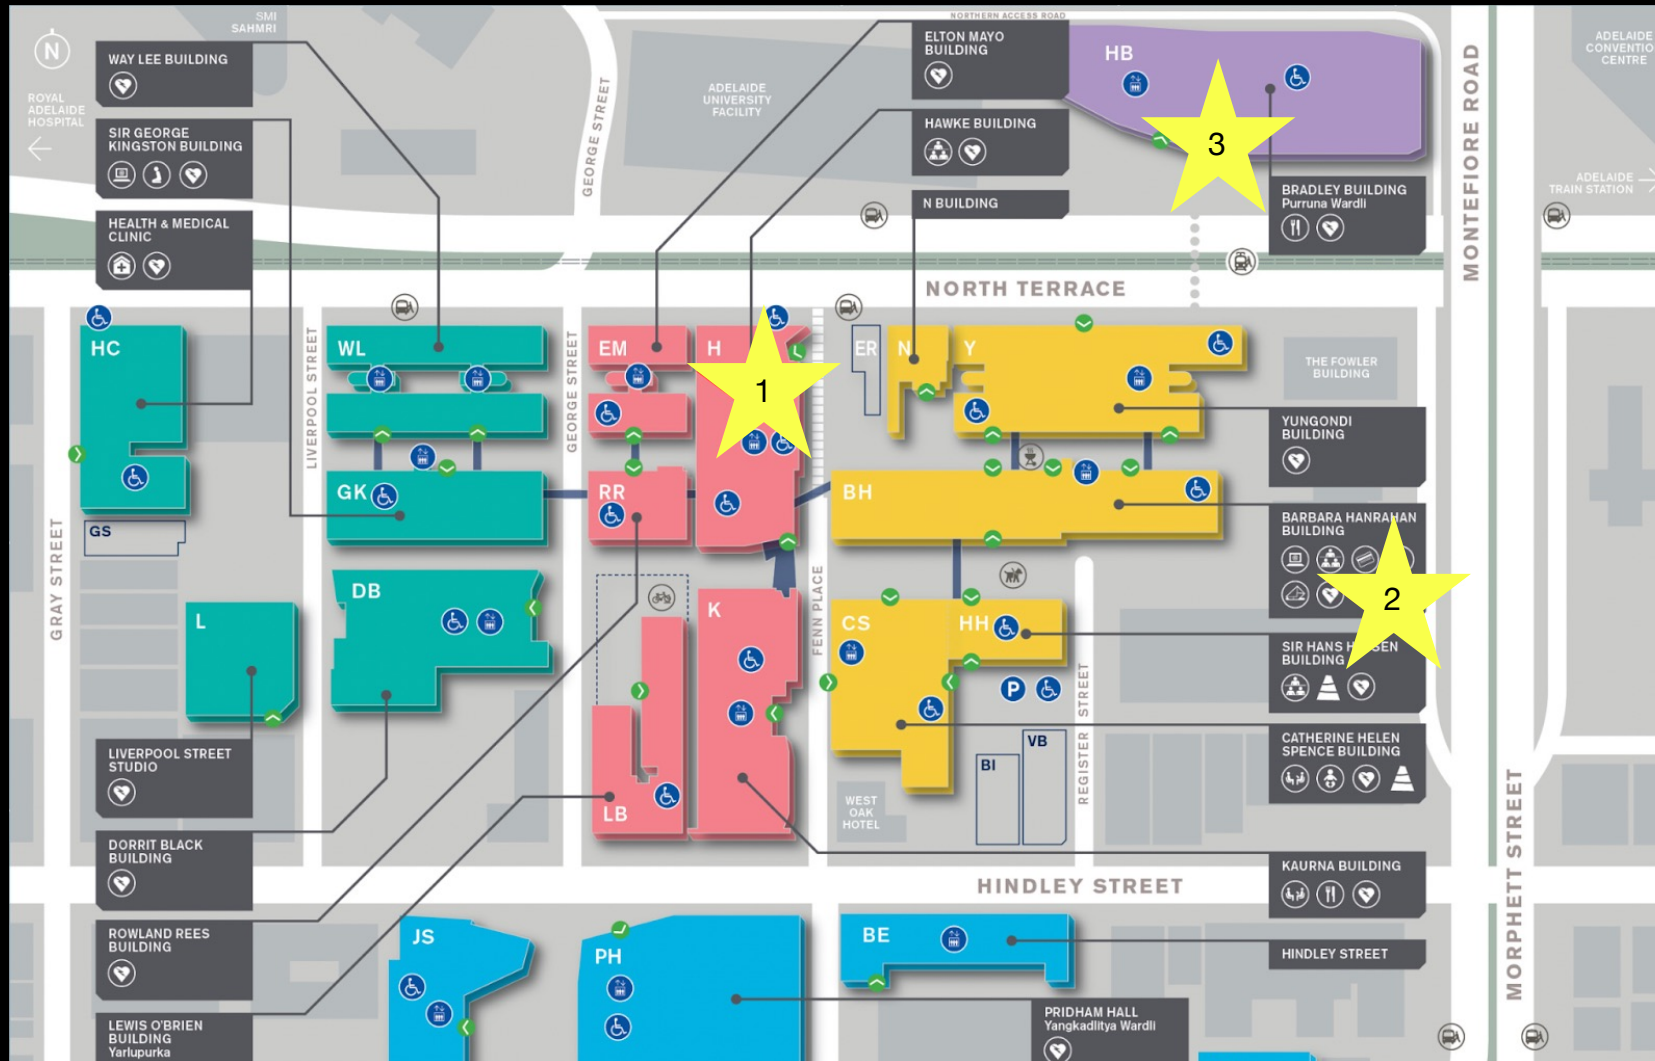 SMI
SAHMRI
NORTHERN ACCESS ROAD
N
WAY LEE BUILDING
ROYAL
ADELAIDE
HOSPITAL
SIR GEORGE
KINGSTON BUILDING
HEALTH & MEDICAL
CLINIC
GEORGE STREET
ADELAIDE
UNIVERSITY
FACILITY
ELTON MAYO
BUILDING
HAWKE BUILDING
N BUILDING
HB
3
BRADLEY BUILDING
Purruna Wardli
MONTEFIORE ROAD
ADELAIDE
CONVENTIO
CENTRE
ADELAIDE
TRAIN STATION
NORTH TERRACE
HC
LIVERPOOL STREET
WL
GEORGE STREET
EM
H
1
ER
N
Y
THE FOWLER
BUILDING
YUNGONDI
BUILDING
GK
RR
BH
BARBARA HANRAHAN
BUILDING
2
GS
GRAY STREET
DB
L
K
FENN PLACE
CS
HH
P
REGISTER STREET
SIR HANS H
SEN
BUILDING
CATHERINE HELEN
SPENCE BUILDING
LIVERPOOL STREET
STUDIO
LB
WEST
OAK
HOTEL
BI
VB
MORPHETT STREET
DORRIT BLACK
BUILDING
KAURNA BUILDING
HINDLEY STREET
ROWLAND REES
BUILDING
JS
PH
BE
HINDLEY STREET
LEWIS O'BRIEN
BUILDING
Yarlupurka
PRIDHAM HALL
Yangkadlitya Wardli